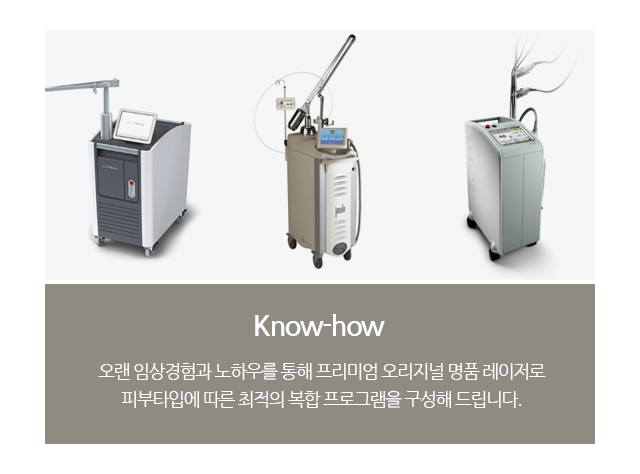 joule
Know-how
오랜 임상경험과 노하우를 통해 프리미엄 오리지널 명품 레이저로
피부타입에 따른 최적의 복합 프로그램을 구성해 드립니다.